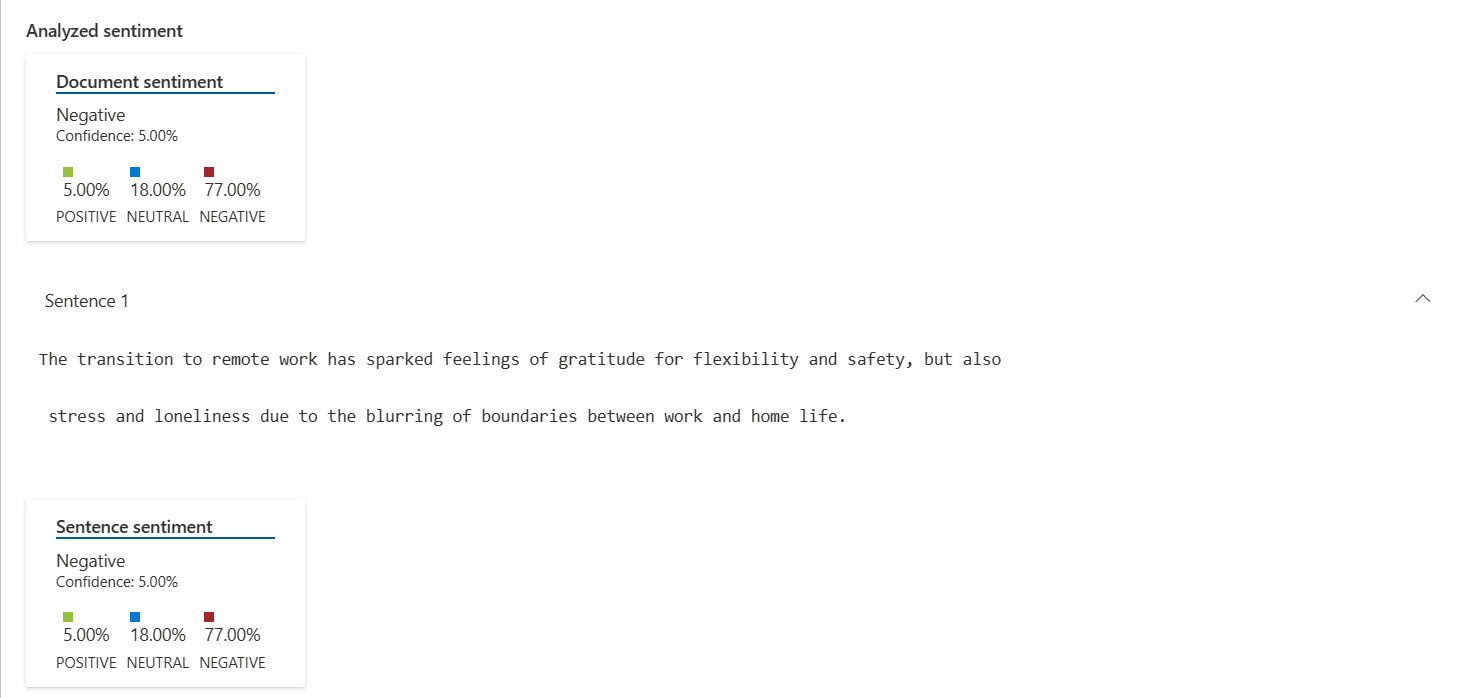 Analyzed sentiment
Document sentiment
Negative
Confidence: 5.00%
5.00% 18.00% 77.00%
POSITIVE NEUTRAL NEGATIVE
Sentence 1
The transition to remote work has sparked feelings of gratitude for flexibility and safety, but also
stress and loneliness due to the blurring of boundaries between work and home life.
Sentence sentiment
Negative
Confidence: 5.00%
5.00% 18.00% 77.00%
POSITIVE NEUTRAL NEGATIVE